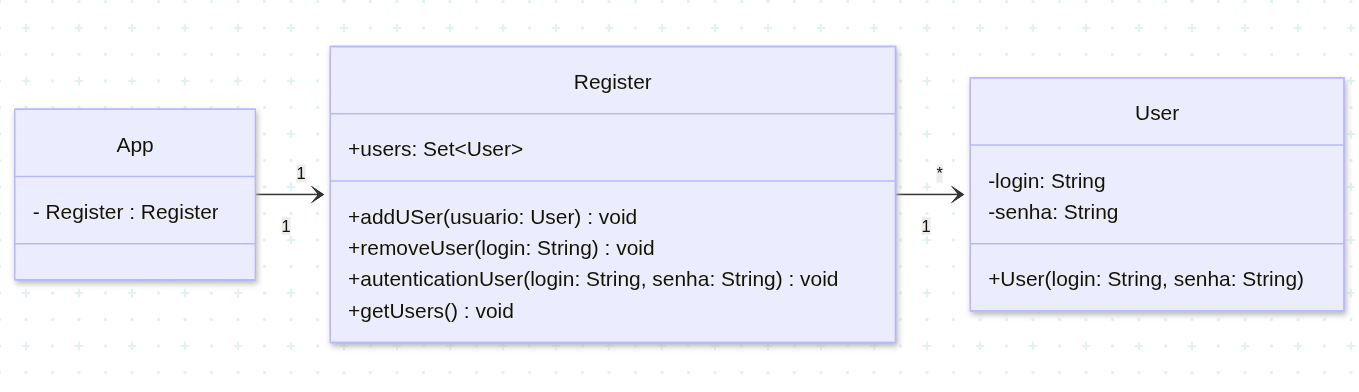 App
- Register : Register
1
1
Register
+users: Set<User>
+addUSer(usuario: User) : void
+removeUser(login: String) : void
+autenticationUser(login: String, senha: String) : void
+getUsers() : void
*
1
User
-login: String
-senha: String
+User(login: String, senha: String)